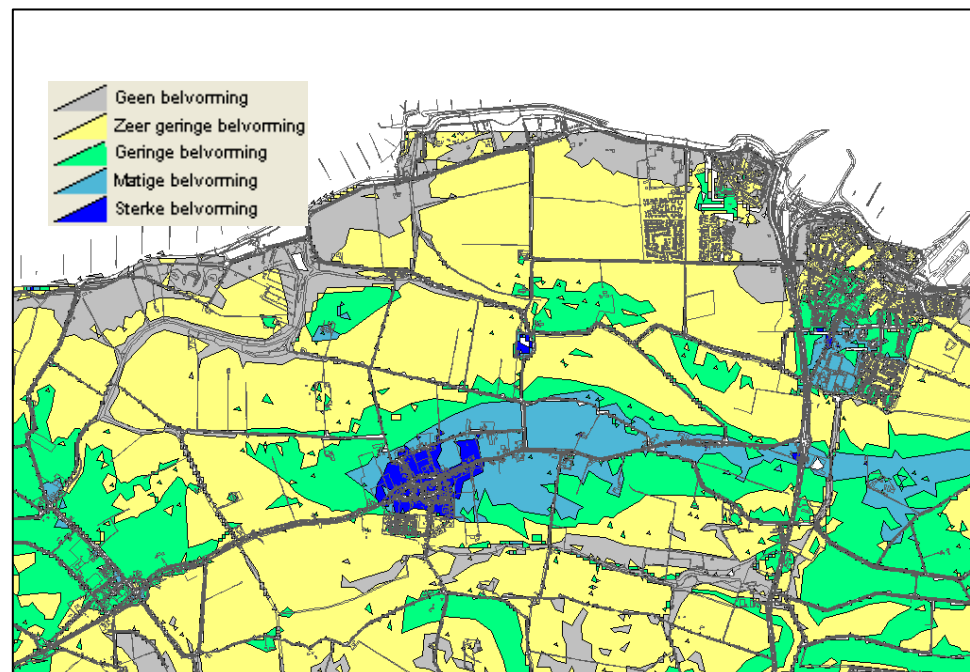 Geen belvorming
Zeer geringe belvorming
Geringe belvorming
Matige belvorming
Sterke belvorming